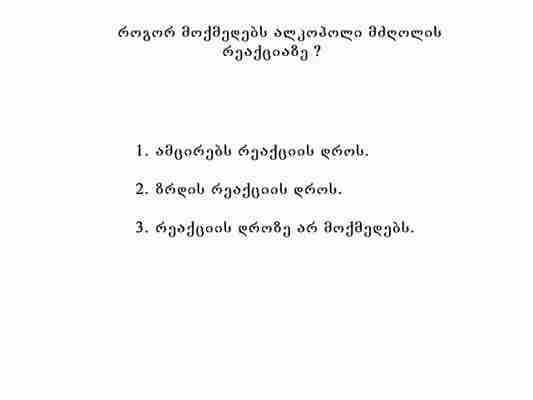 როგორ მოქმედებს ალკოჰოლი მძღოლის
რეაქციაზე ?
1. ამცირებს რეაქციის დროს.
2. ზრდის რეაქციის დროს.
3. რეაქციის დროზე არ მოქმედებს.